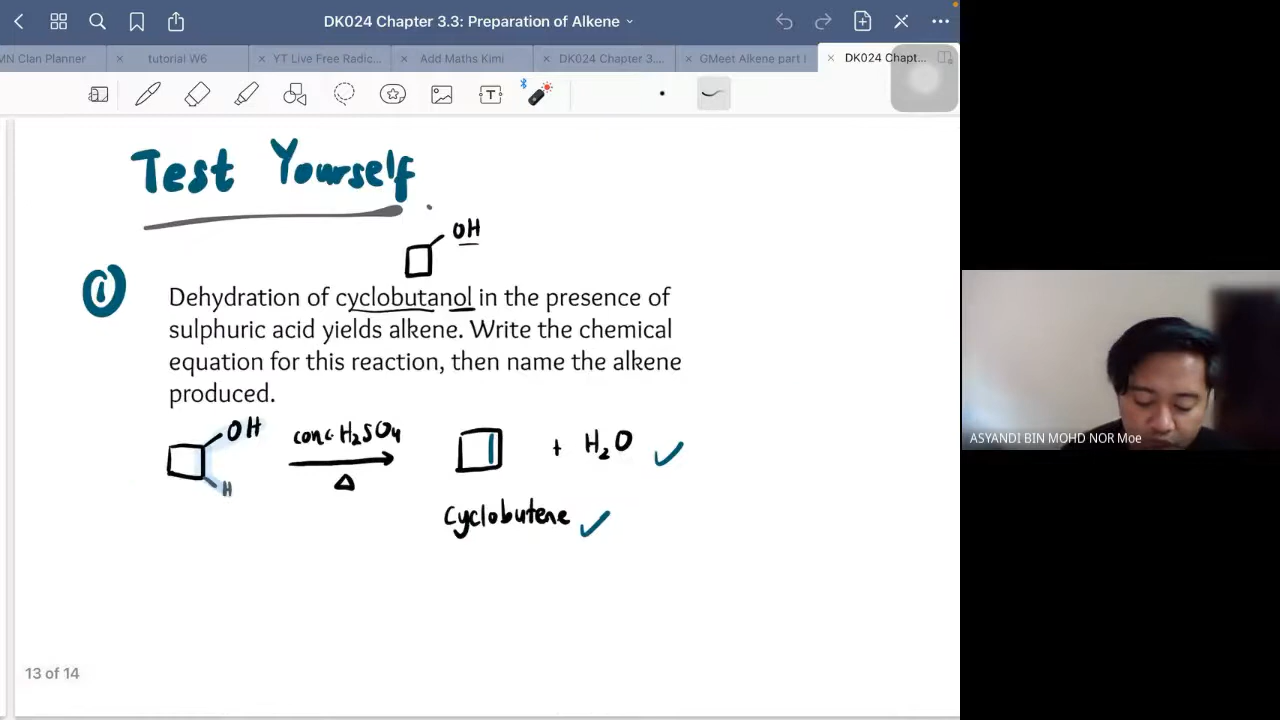 DK024 Chapter 3.3: Preparation of Alkene
MN Clan Planner
tutorial W6
YT Live Free Radic...
Add Maths Kimi
DK024 Chapter 3....
GMeet Alkene part I
DK024 Chapt...
T
Test Yourself
OH
1
Dehydration of cyclobutanol in the presence of
sulphuric acid yields alkene. Write the chemical
equation for this reaction, then name the alkene
produced.
OH
H
conc. H₂SO₄
Δ
+ H₂O
Cyclobutene
13 of 14
ASYANDI BIN MOHD NOR Moe